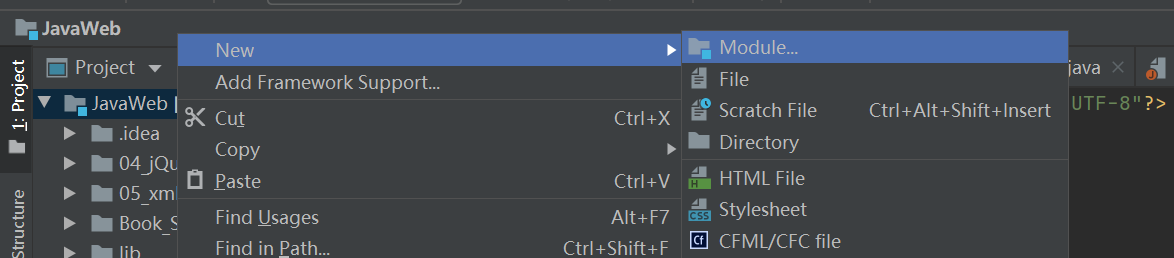 JavaWeb
1: Project
Structure
Project
JavaWeb
.idea
04_jQu
05_xml
Book_S
lib
New
Add Framework Support...
Cut Ctrl+X
Copy
Paste Ctrl+V
Find Usages Alt+F7
Find in Path... Ctrl+Shift+F
Module...
File
Scratch File Ctrl+Alt+Shift+Insert
Directory
HTML File
Stylesheet
CFML/CFC file
java
UTF-8"?>